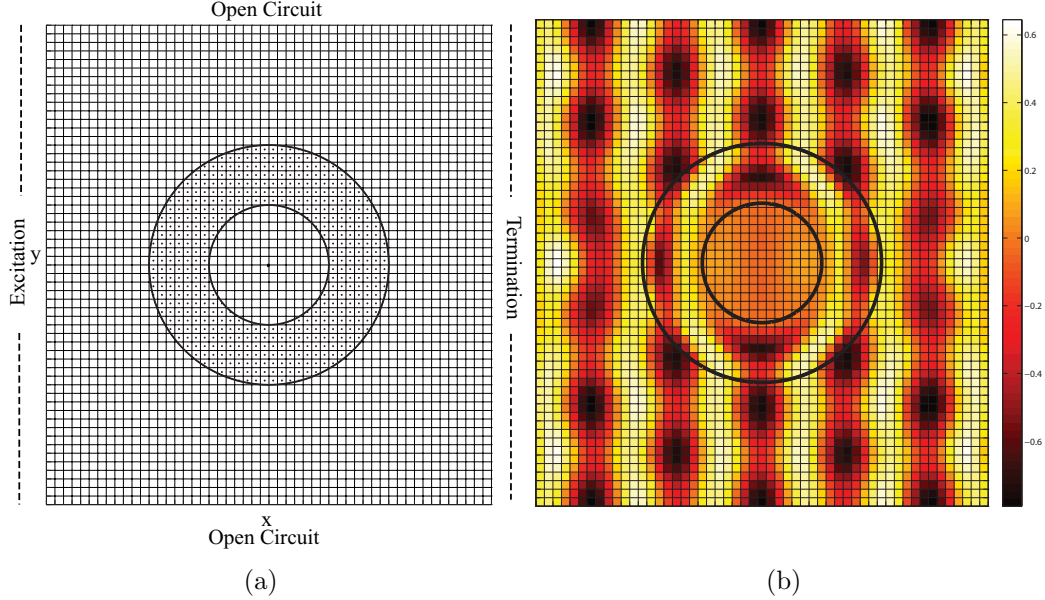 Open Circuit
Excitation
y
Termination
x
Open Circuit
0.6
0.4
0.2
0
-0.2
-0.4
-0.6
(a)
(b)